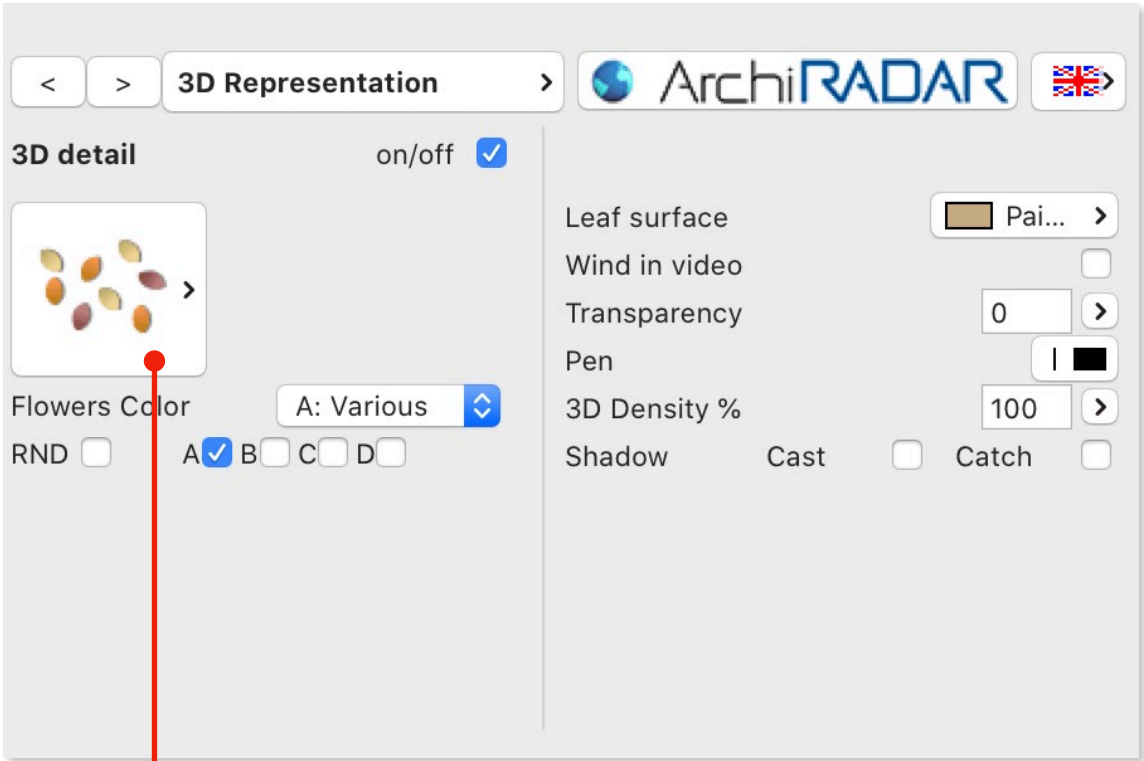 < > 3D Representation > ArchiRADAR >
3D detail on/off
>
Flowers Color A: Various
RND A B C D
Leaf surface Pai... >
Wind in video
Transparency 0 >
Pen
3D Density % 100 >
Shadow Cast Catch